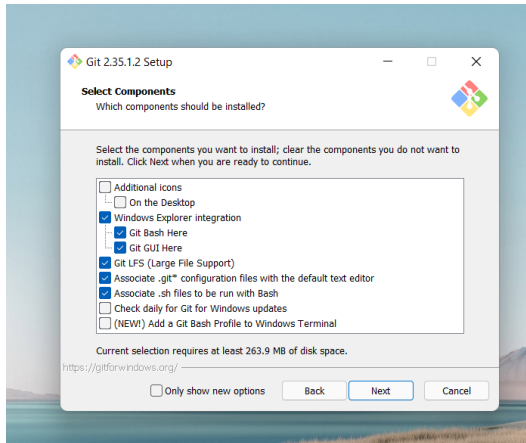 Git 2.35.1.2 Setup
Select Components
Which components should be installed?
Select the components you want to install; clear the components you do not want to
install. Click Next when you are ready to continue.
Additional icons
On the Desktop
Windows Explorer integration
Git Bash Here
Git GUI Here
Git LFS (Large File Support)
Associate .git* configuration files with the default text editor
Associate .sh files to be run with Bash
Check daily for Git for Windows updates
(NEW!) Add a Git Bash Profile to Windows Terminal
Current selection requires at least 263.9 MB of disk space.
https://gitforwindows.org/
Only show new options Back Next Cancel